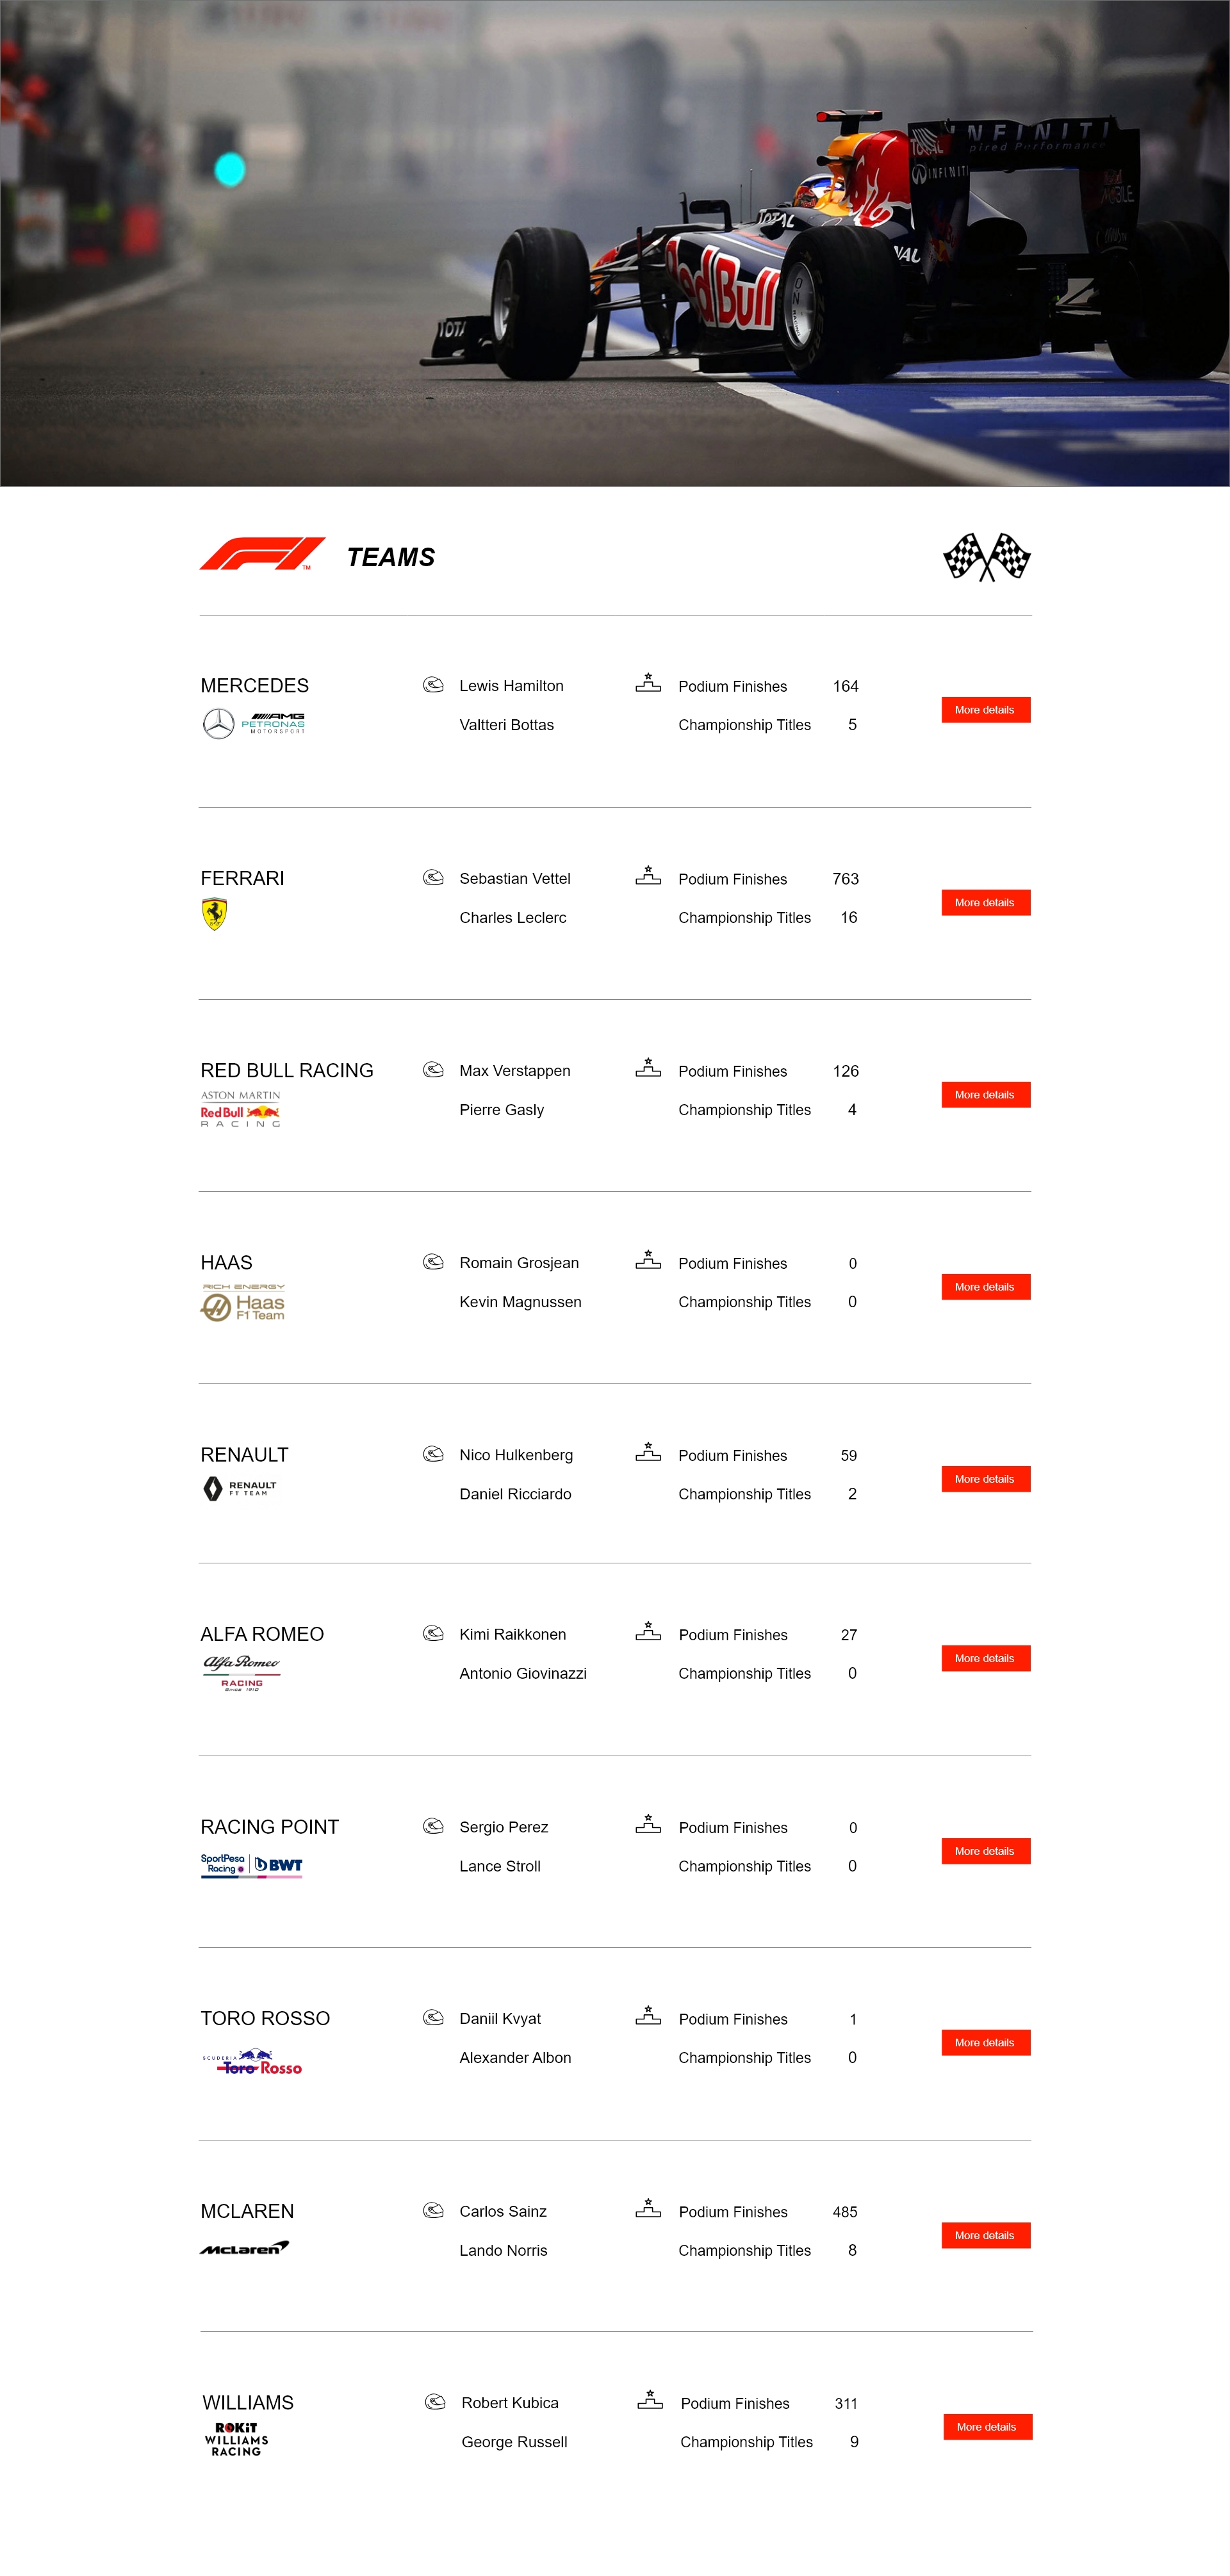 INFINITI
pired Performance
TOTAL
INFINITI
MOBILE
TOTAL
RedBull
TOTA
F1 TM TEAMS
MERCEDES
Lewis Hamilton
Podium Finishes 164
AMG
PETRONAS
MOTORSPORT
Valtteri Bottas
Championship Titles 5
More details
FERRARI
Sebastian Vettel
Podium Finishes 763
Charles Leclerc
Championship Titles 16
More details
RED BULL RACING
Max Verstappen
Podium Finishes 126
ASTON MARTIN
Red Bull
RACING
Pierre Gasly
Championship Titles 4
More details
HAAS
Romain Grosjean
Podium Finishes 0
RICH ENERGY
Haas
F1 Team
Kevin Magnussen
Championship Titles 0
More details
RENAULT
Nico Hulkenberg
Podium Finishes 59
RENAULT
F1 TEAM
Daniel Ricciardo
Championship Titles 2
More details
ALFA ROMEO
Kimi Raikkonen
Podium Finishes 27
Alfa Romeo
RACING
SINCE 1910
Antonio Giovinazzi
Championship Titles 0
More details
RACING POINT
Sergio Perez
Podium Finishes 0
SportPesa
Racing
BWT
Lance Stroll
Championship Titles 0
More details
TORO ROSSO
Daniil Kvyat
Podium Finishes 1
SCUDERIA
Toro Rosso
Alexander Albon
Championship Titles 0
More details
MCLAREN
Carlos Sainz
Podium Finishes 485
McLaren
Lando Norris
Championship Titles 8
More details
WILLIAMS
Robert Kubica
Podium Finishes 311
ROKiT
WILLIAMS
RACING
George Russell
Championship Titles 9
More details